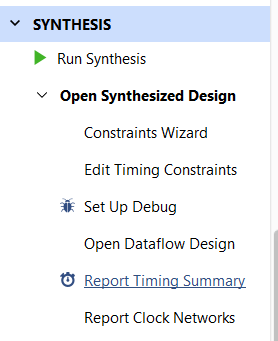 SYNTHESIS
Run Synthesis
Open Synthesized Design
Constraints Wizard
Edit Timing Constraints
Set Up Debug
Open Dataflow Design
Report Timing Summary
Report Clock Networks